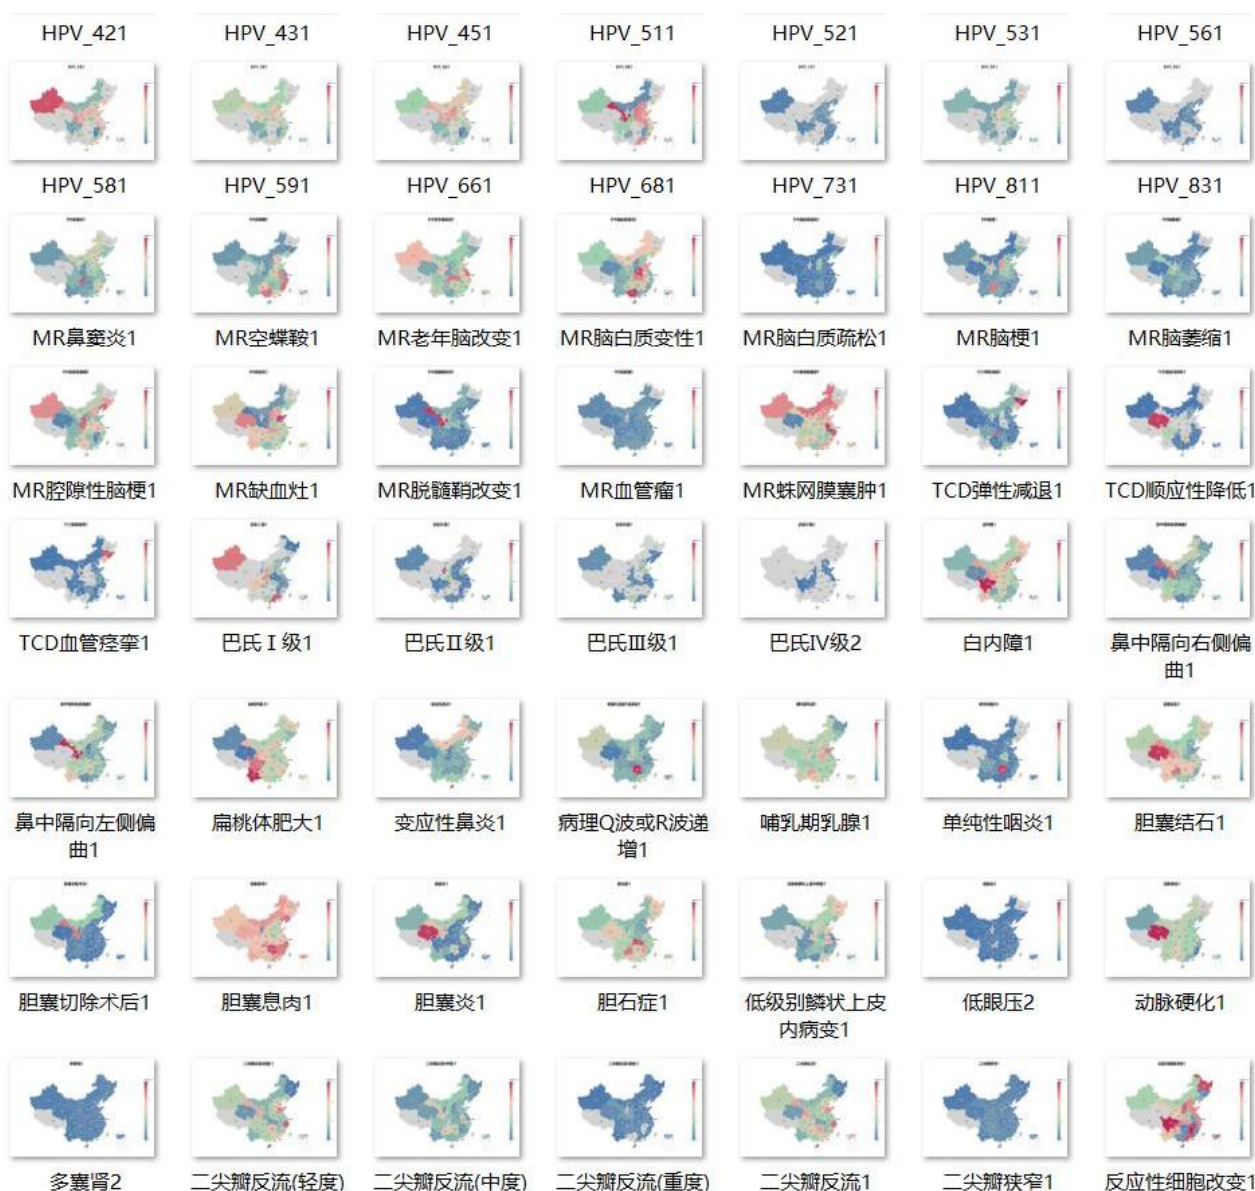 HPV_421 HPV_431 HPV_451 HPV_511 HPV_521 HPV_531 HPV_561
HPV_581 HPV_591 HPV_661 HPV_681 HPV_731 HPV_811 HPV_831
MR鼻窦炎1 MR空蝶鞍1 MR老年脑改变1 MR脑白质变性1 MR脑白质疏松1 MR脑梗1 MR脑萎缩1
MR腔隙性脑梗1 MR缺血灶1 MR脱髓鞘改变1 MR血管瘤1 MR蛛网膜囊肿1 TCD弹性减退1 TCD顺应性降低1
TCD血管痉挛1 巴氏Ⅰ级1 巴氏Ⅱ级1 巴氏Ⅲ级1 巴氏Ⅳ级2 白内障1 鼻中隔向右侧偏
曲1
鼻中隔向左侧偏 扁桃体肥大1 变应性鼻炎1 病理Q波或R波递 哺乳期乳腺1 单纯性咽炎1 胆囊结石1
曲1 增1
胆囊切除术后1 胆囊息肉1 胆囊炎1 胆石症1 低级别鳞状上皮 低眼压2 动脉硬化1
内病变1
多囊肾2 二尖瓣反流(轻度) 二尖瓣反流(中度) 二尖瓣反流(重度) 二尖瓣反流1 二尖瓣狭窄1 反应性细胞改变1